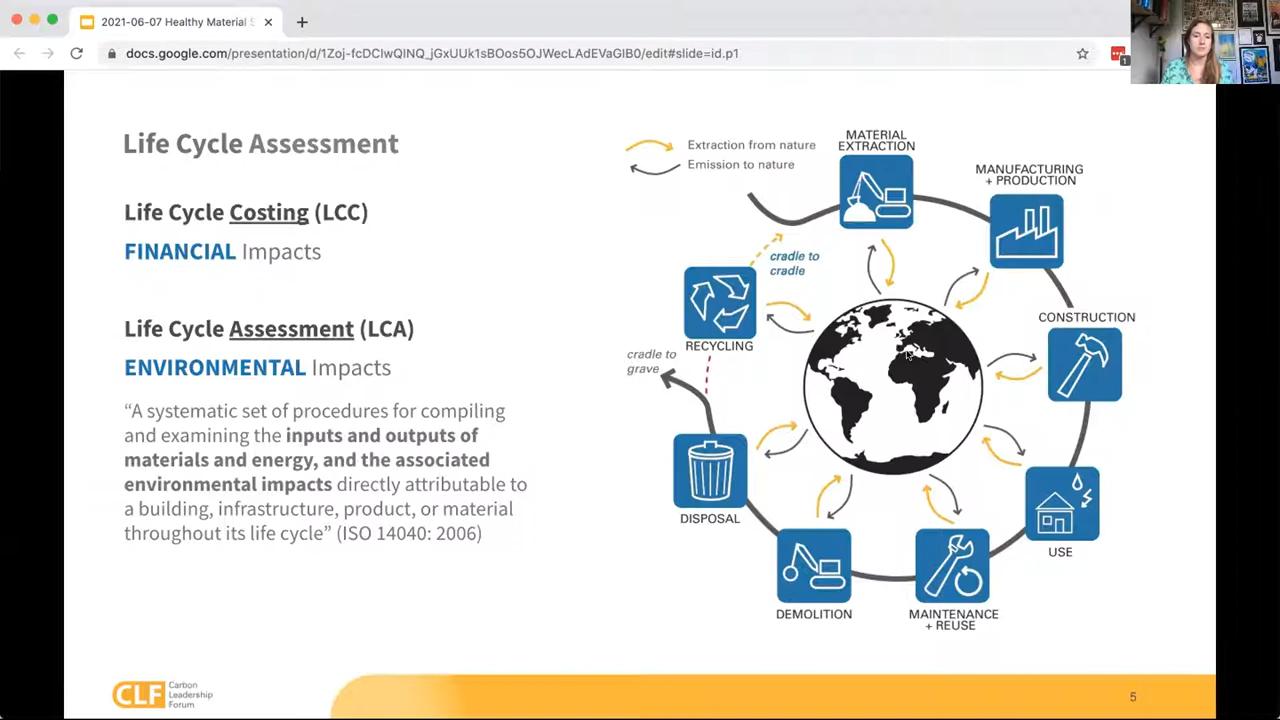 2021-06-07 Healthy Material S
docs.google.com/presentation/d/1Zoj-fcDCIwQINQ_jGxUUk1sBOns5OJWecLAdEVaGIB0/edit#slide=id.p1
1
Life Cycle Assessment
Life Cycle Costing (LCC)
FINANCIAL Impacts
Life Cycle Assessment (LCA)
ENVIRONMENTAL Impacts
“A systematic set of procedures for compiling
and examining the inputs and outputs of
materials and energy, and the associated
environmental impacts directly attributable to
a building, infrastructure, product, or material
throughout its life cycle” (ISO 14040: 2006)
Extraction from nature
Emission to nature
MATERIAL
EXTRACTION
MANUFACTURING
+ PRODUCTION
CONSTRUCTION
USE
MAINTENANCE
+ REUSE
DEMOLITION
DISPOSAL
cradle to
grave
RECYCLING
cradle to
cradle
CLF
Carbon
Leadership
Forum
5